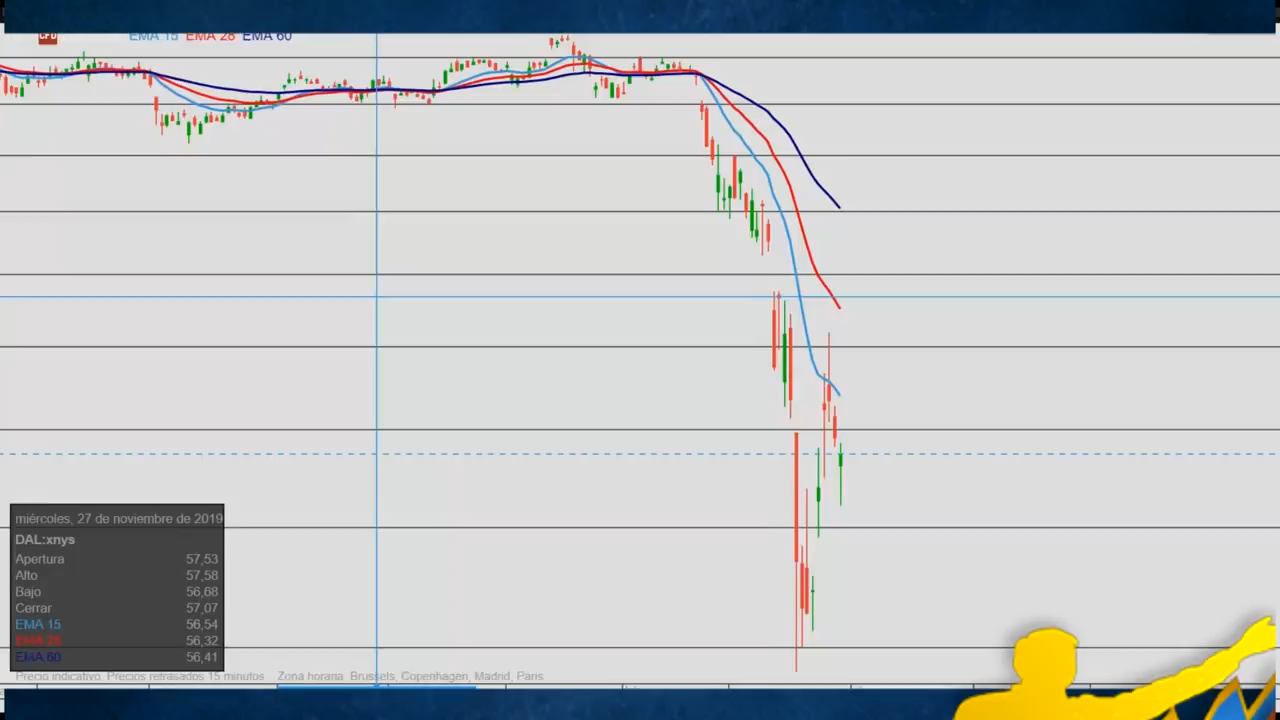 CFD
EMA 15 EMA 28 EMA 60
miércoles, 27 de noviembre de 2019
DAL:xnys
Apertura 57,53
Alto 57,58
Bajo 56,68
Cerrar 57,07
EMA 15 56,54
EMA 28 56,32
EMA 60 56,41
Precio indicativo. Precios retrasados 15 minutos Zona horaria Brussels, Copenhagen, Madrid, Paris